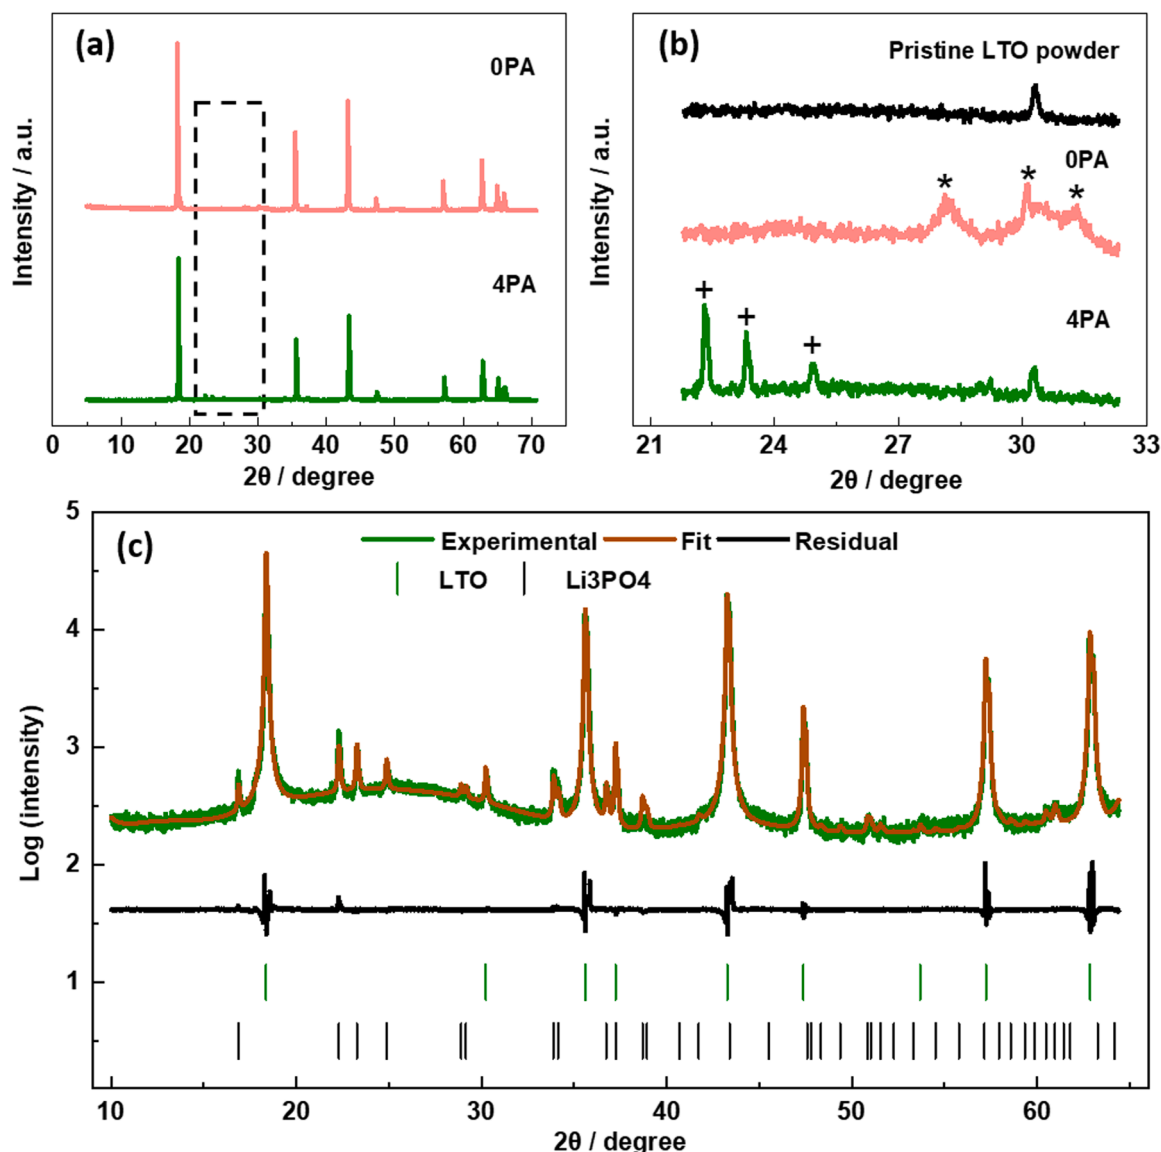 (a)
0PA
4PA
Intensity / a.u.
0 10 20 30 40 50 60 70
2θ / degree
(b)
Pristine LTO powder
0PA
* * *
4PA
+ + +
Intensity / a.u.
21 24 27 30 33
2θ / degree
(c)
Experimental Fit Residual
LTO Li3PO4
Log (intensity)
5
4
3
2
1
10 20 30 40 50 60
2θ / degree